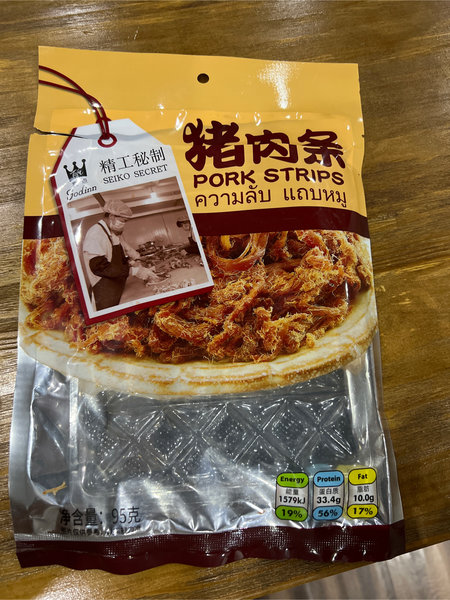 Godinn
精工秘制
SEIKO SECRET
猪肉条
PORK STRIPS
ความลับ แถบหมู
Energy
能量
1579kJ
19%
Protein
蛋白质
33.4g
56%
Fat
脂肪
10.0g
17%
净含量: 95克